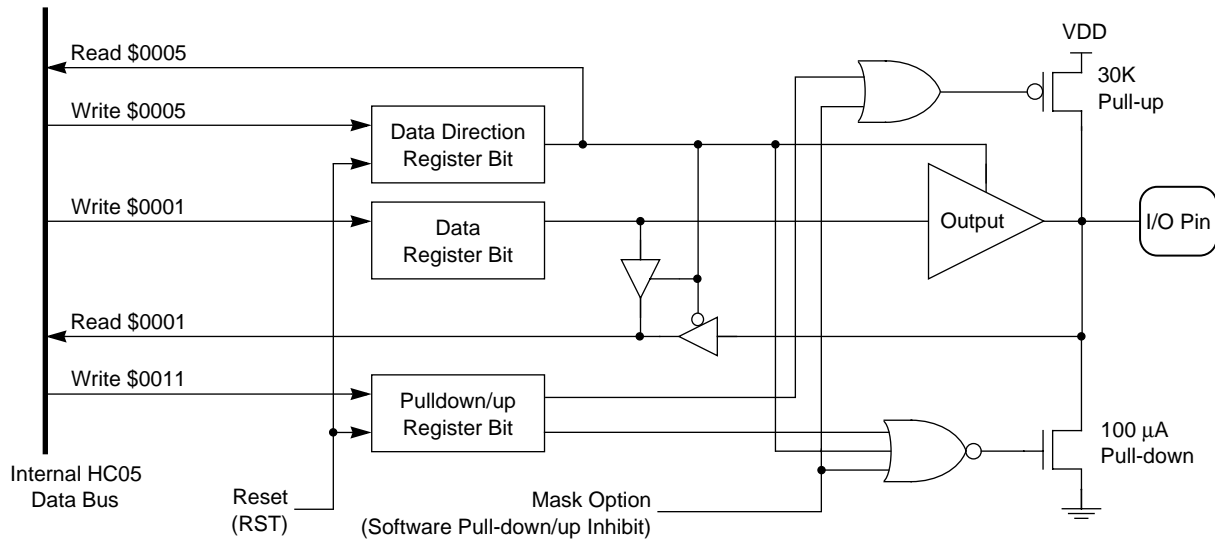 VDD
30K
Pull-up
Read $0005
Write $0005
Data Direction
Register Bit
Write $0001
Data
Register Bit
Output
I/O Pin
Read $0001
Write $0011
Pulldown/up
Register Bit
100 µA
Pull-down
Internal HC05
Data Bus
Reset
(RST)
Mask Option
(Software Pull-down/up Inhibit)